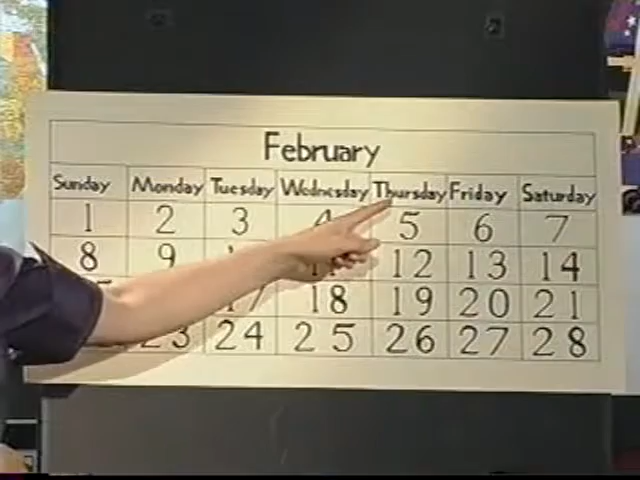 February
Sunday Monday Tuesday Wednesday Thursday Friday Saturday
1 2 3 4 5 6 7
8 9 12 13 14
17 18 19 20 21
23 24 25 26 27 28